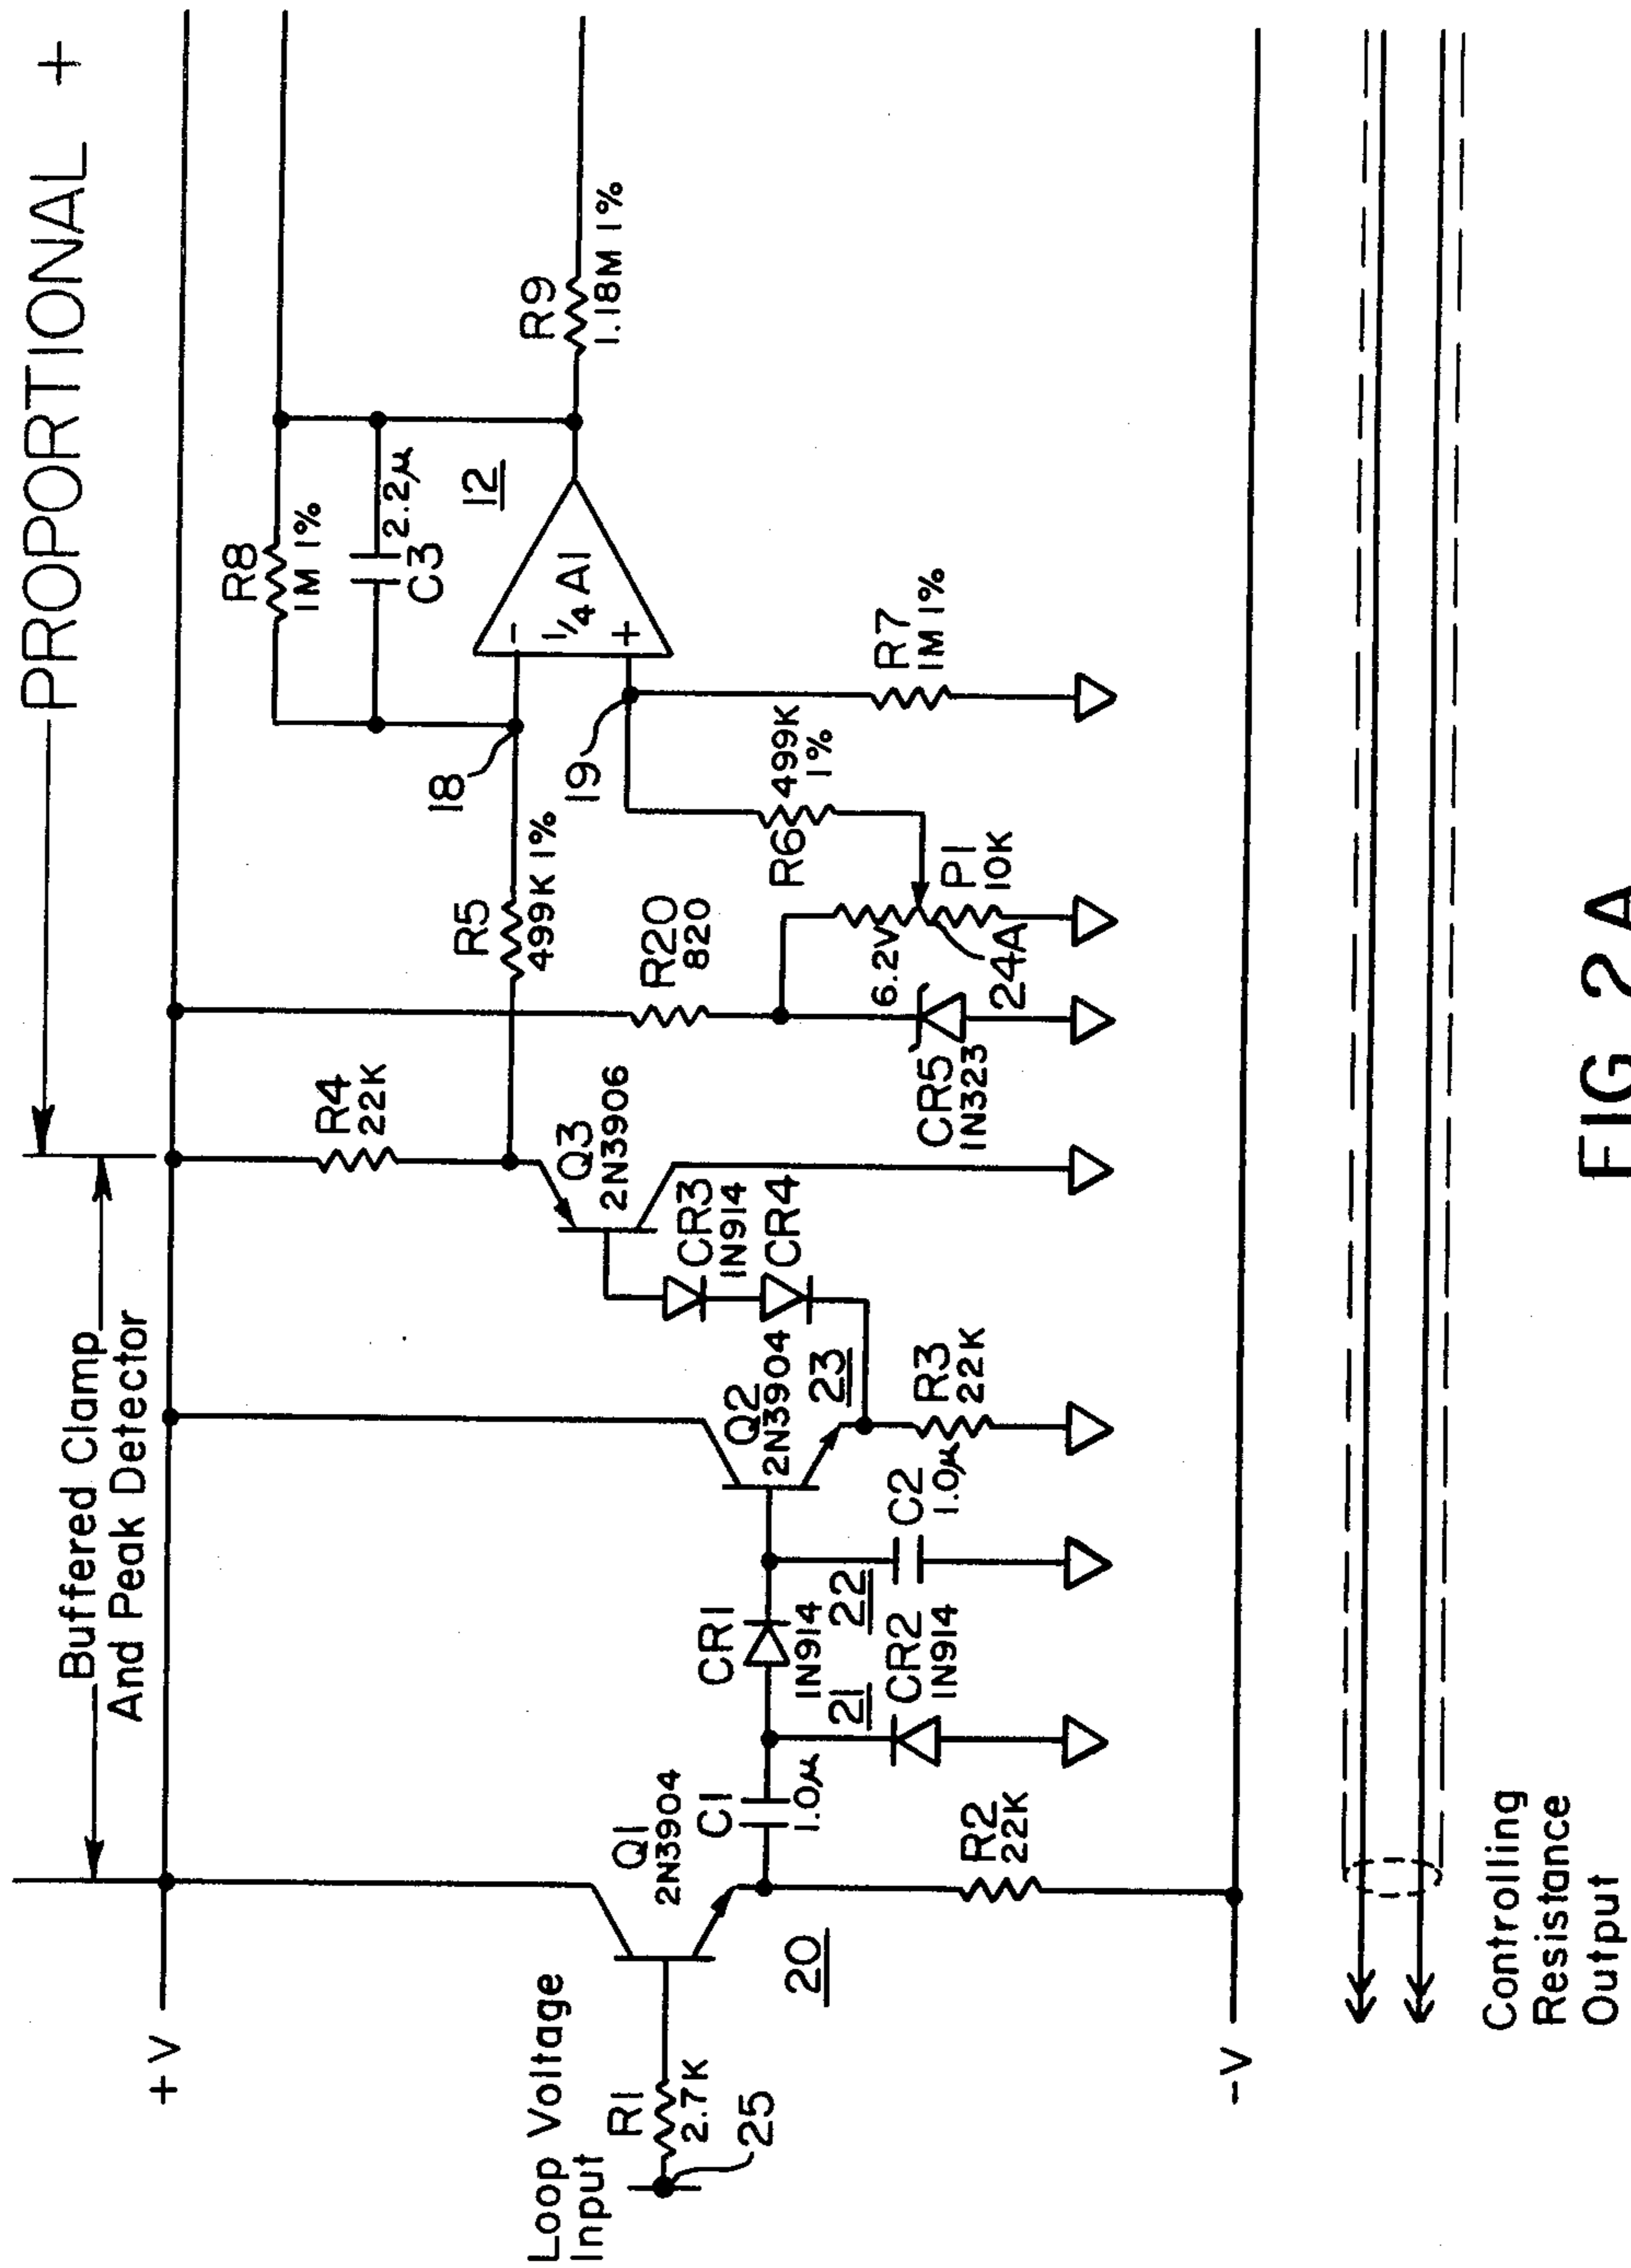 PROPORTIONAL +
Buffered Clamp
And Peak Detector
+V
R8
1M 1%
2.2μ
C3
12
1/4 A1
-
+
R9
1.18M 1%
18
19
R7
1M 1%
R4
22K
R5
499K 1%
R20
820
R6
499K
1%
6.2V
P1
10K
24A
CR5
1N323
Q3
2N3906
CR3
1N914
CR4
Q2
2N3904
23
R3
22K
C2
1.0μ
22
CR1
1N914
21
CR2
1N914
Q1
2N3904
C1
1.0μ
R2
22K
20
Loop Voltage
Input
R1
2.7K
25
-V
Controlling
Resistance
Output
FIG 2A